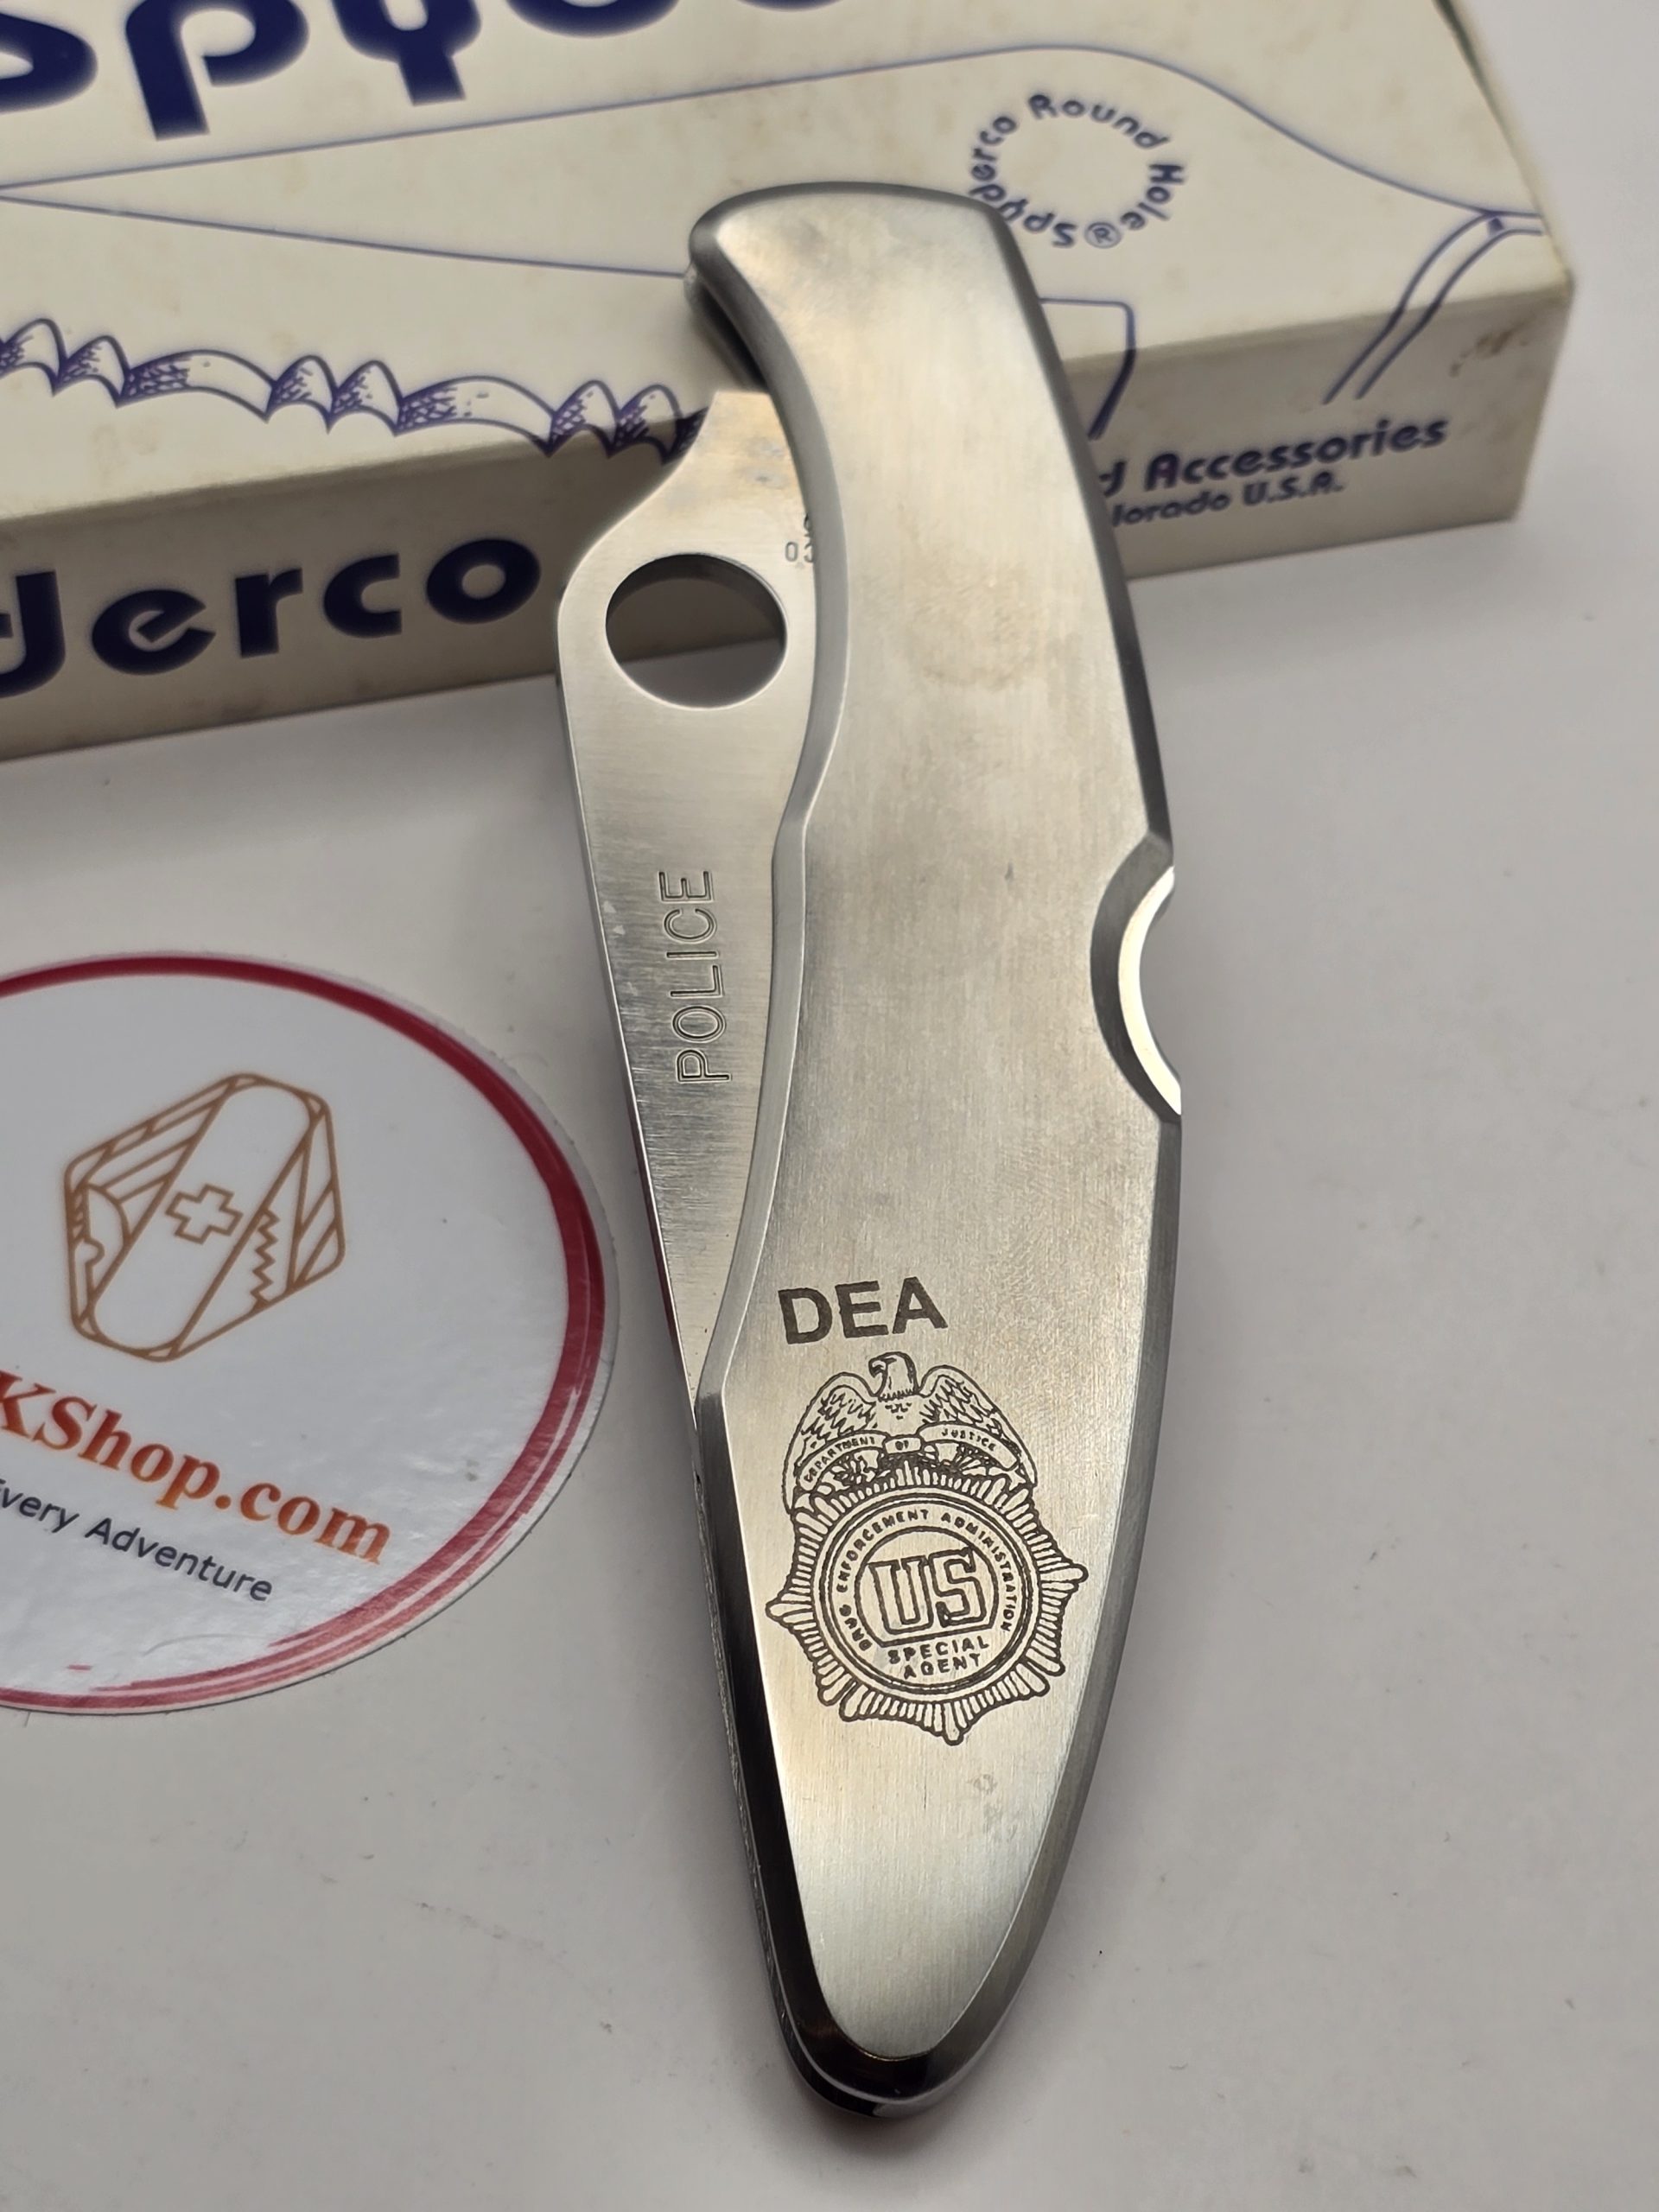 Spyderco Round Hole®
d Accessories
lorado U.S.A.
derco
POLICE
DEA
DEPARTMENT OF JUSTICE
DRUG ENFORCEMENT ADMINISTRATION
US
SPECIAL
AGENT
KShop.com
very Adventure